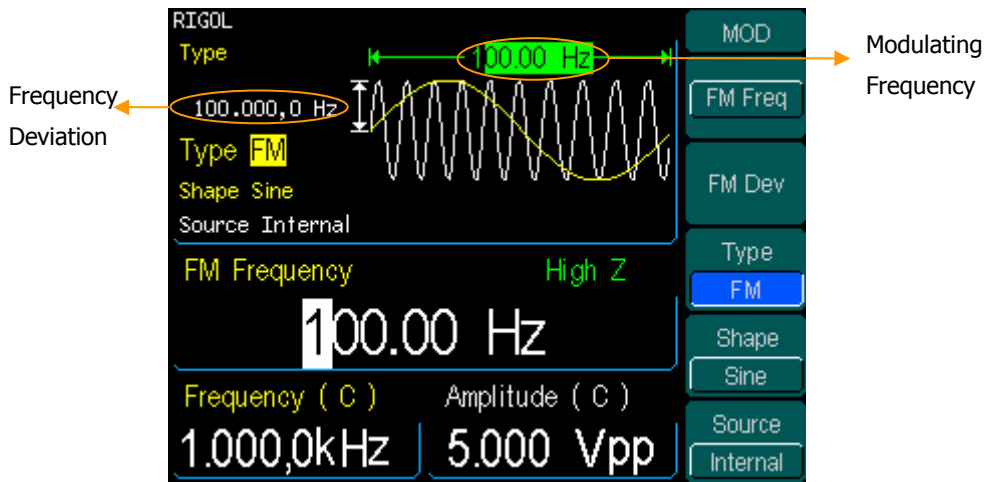 RIGOL
Type
100.00 Hz
100.000,0 Hz
Type FM
Shape Sine
Source Internal
FM Frequency
High Z
100.00 Hz
Frequency ( C )
Amplitude ( C )
1.000,0kHz
5.000 Vpp
MOD
FM Freq
FM Dev
Type
FM
Shape
Sine
Source
Internal
Frequency
Deviation
Modulating
Frequency